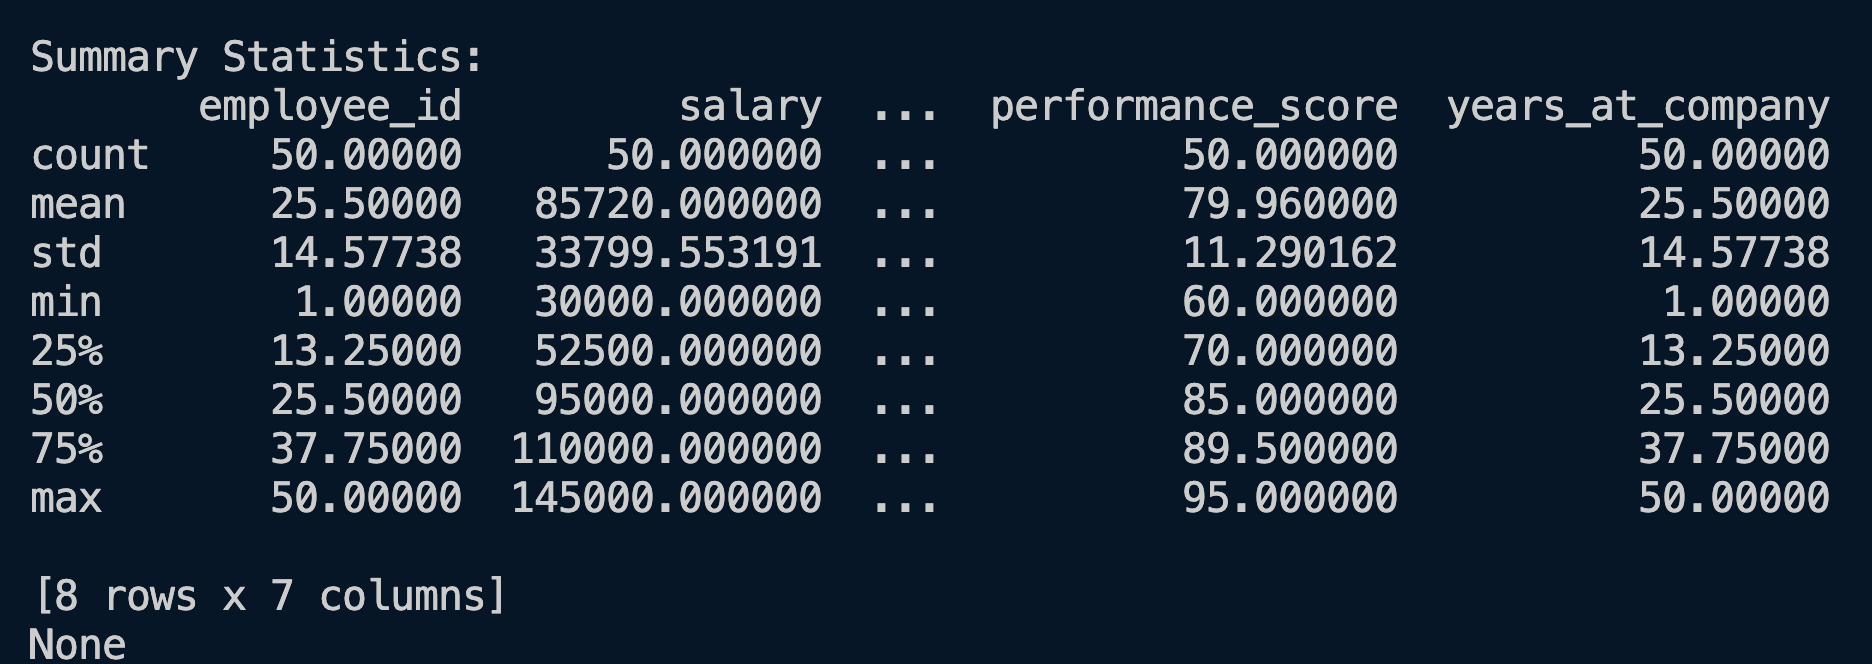 Summary Statistics:
       employee_id         salary  ...  performance_score  years_at_company
count     50.00000      50.000000  ...          50.000000          50.00000
mean      25.50000   85720.000000  ...          79.960000          25.50000
std       14.57738   33799.553191  ...          11.290162          14.57738
min        1.00000   30000.000000  ...          60.000000           1.00000
25%       13.25000   52500.000000  ...          70.000000          13.25000
50%       25.50000   95000.000000  ...          85.000000          25.50000
75%       37.75000  110000.000000  ...          89.500000          37.75000
max       50.00000  145000.000000  ...          95.000000          50.00000
[8 rows x 7 columns]
None